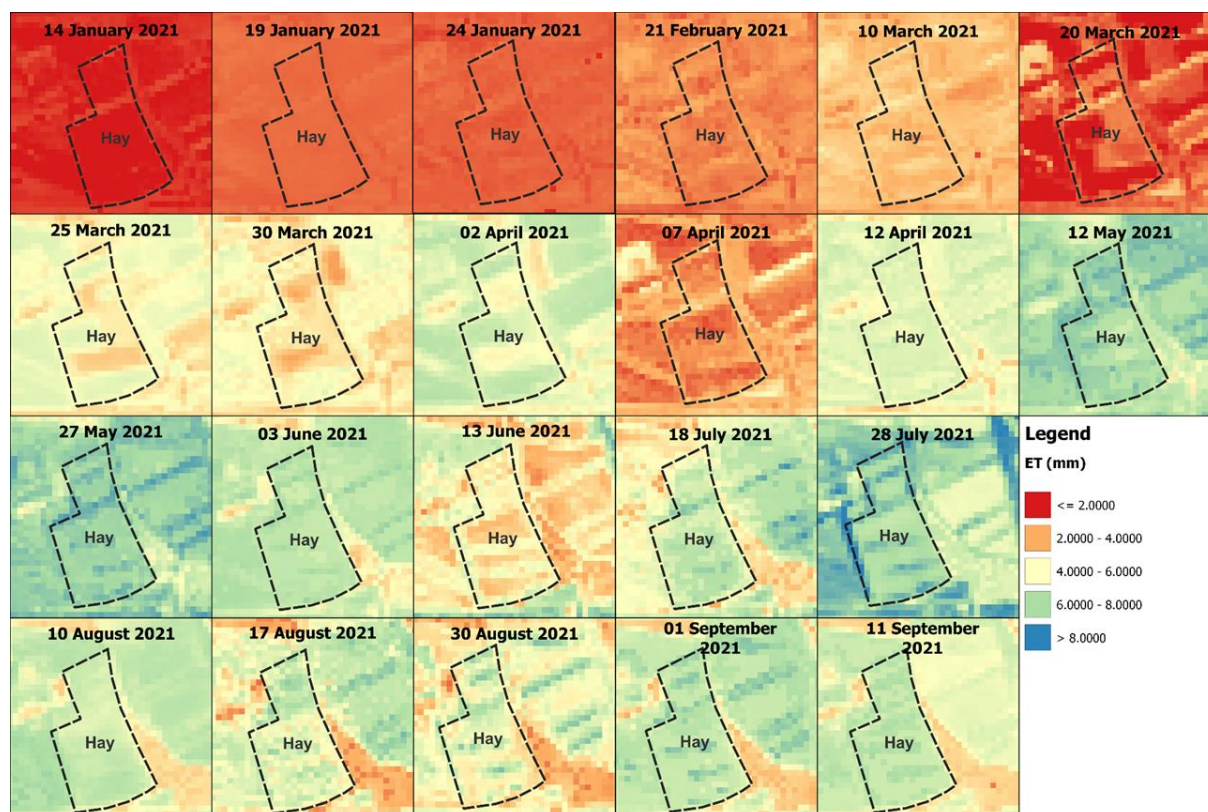 14 January 2021
19 January 2021
24 January 2021
21 February 2021
10 March 2021
20 March 2021
Hay
Hay
Hay
Hay
Hay
Hay
25 March 2021
30 March 2021
02 April 2021
07 April 2021
12 April 2021
12 May 2021
Hay
Hay
Hay
Hay
Hay
Hay
27 May 2021
03 June 2021
13 June 2021
18 July 2021
28 July 2021
Hay
Hay
Hay
Hay
Hay
Legend
ET (mm)
<= 2.0000
2.0000 - 4.0000
4.0000 - 6.0000
6.0000 - 8.0000
> 8.0000
10 August 2021
17 August 2021
30 August 2021
01 September
2021
11 September
2021
Hay
Hay
Hay
Hay
Hay